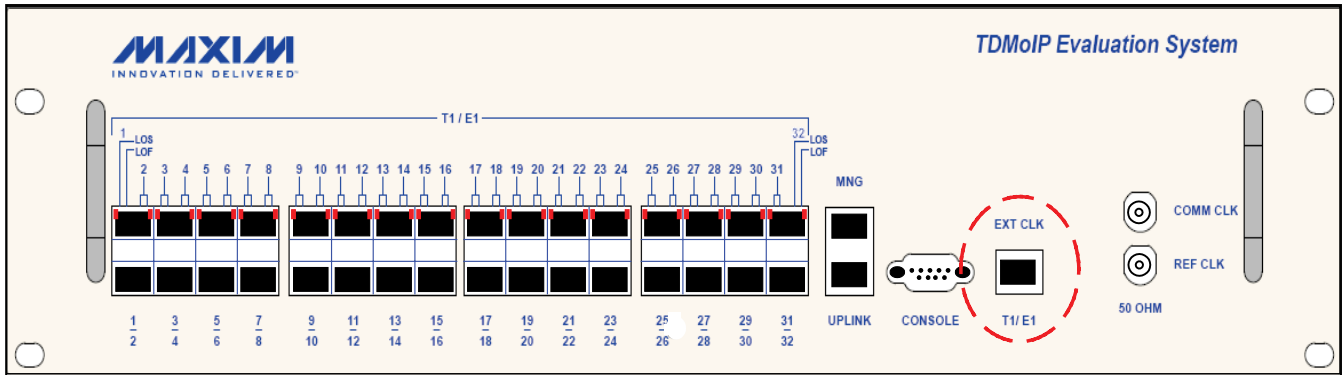 MAXIM
INNOVATION DELIVERED
TDMoIP Evaluation System
T1 / E1
1 LOS 32 LOS
LOF LOF
2 3 4 5 6 7 8 9 10 11 12 13 14 15 16 17 18 19 20 21 22 23 24 25 26 27 28 29 30 31
MNG
COMM CLK
EXT CLK
REF CLK
50 OHM
1 3 5 7 9 11 13 15 17 19 21 23 25 27 29 31
2 4 6 8 10 12 14 16 18 20 22 24 26 28 30 32
UPLINK CONSOLE T1/ E1